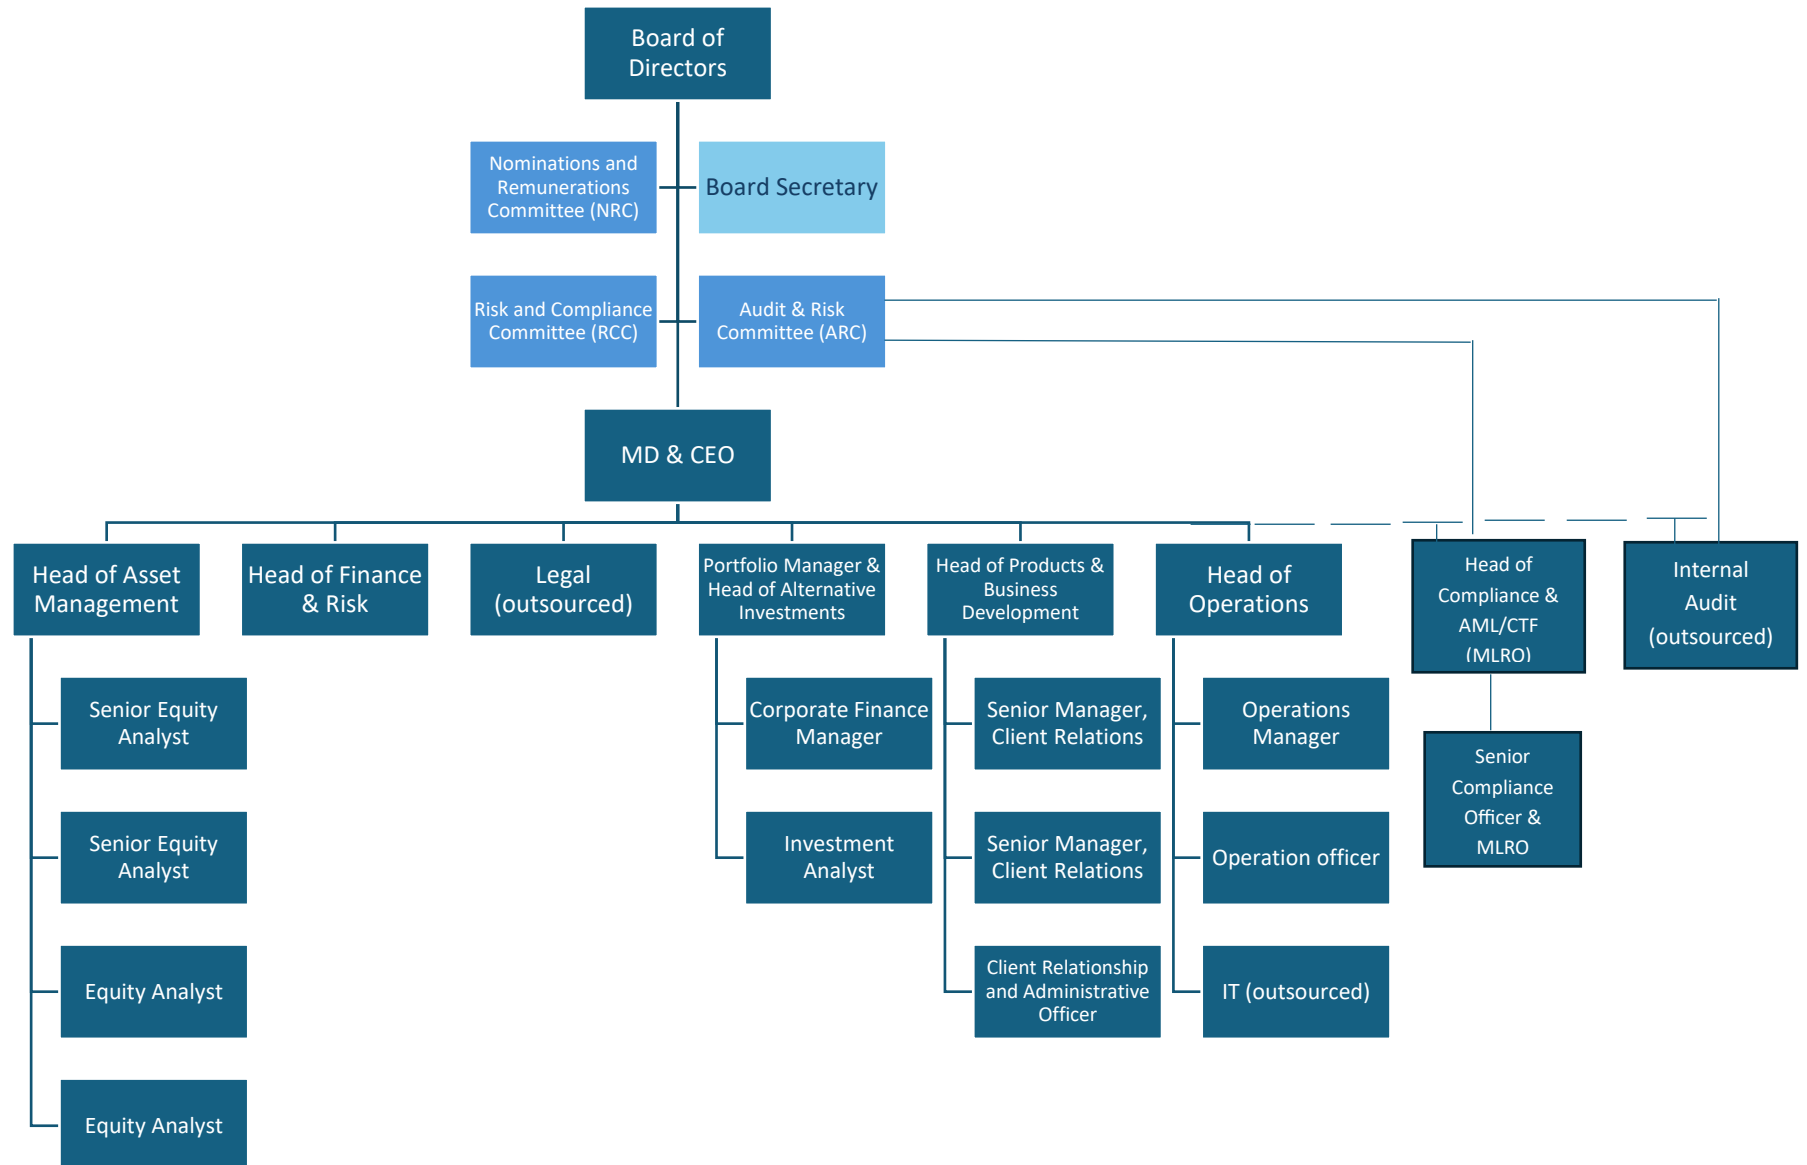 Board of
Directors
Nominations and
Remunerations
Committee (NRC)
Board Secretary
Risk and Compliance
Committee (RCC)
Audit & Risk
Committee (ARC)
MD & CEO
Head of Asset
Management
Head of Finance
& Risk
Legal
(outsourced)
Portfolio Manager &
Head of Alternative
Investments
Head of Products &
Business
Development
Head of
Operations
Head of
Compliance &
AML/CTF
(MLRO)
Internal
Audit
(outsourced)
Senior Equity
Analyst
Corporate Finance
Manager
Senior Manager,
Client Relations
Operations
Manager
Senior
Compliance
Officer &
MLRO
Senior Equity
Analyst
Investment
Analyst
Senior Manager,
Client Relations
Operation officer
Equity Analyst
Client Relationship
and Administrative
Officer
IT (outsourced)
Equity Analyst